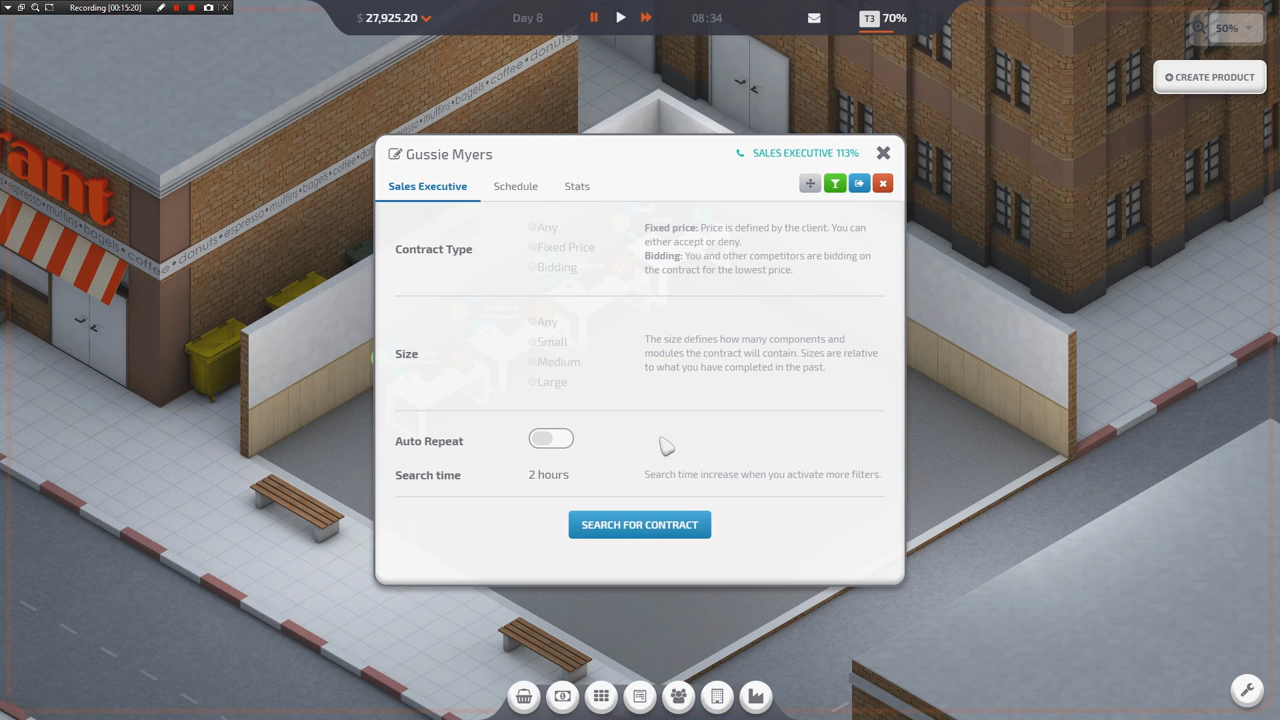 Recording [00:15:20]
$ 27,925.20
Day 8
08:34
T3 70%
50%
CREATE PRODUCT
rant
coffee•donuts
espresso•muffins•bagels•coffee•donuts
Gussie Myers
SALES EXECUTIVE 113%
Sales Executive
Schedule
Stats
Contract Type
Any
Fixed Price
Bidding
Fixed price: Price is defined by the client. You can
either accept or deny.
Bidding: You and other competitors are bidding on
the contract for the lowest price.
Size
Any
Small
Medium
Large
The size defines how many components and
modules the contract will contain. Sizes are relative
to what you have completed in the past.
Auto Repeat
Search time
2 hours
Search time increase when you activate more filters.
SEARCH FOR CONTRACT